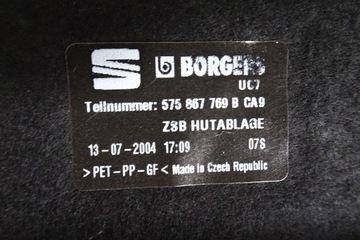 BORGERS
UC7
Teilnummer: 575 867 769 B CA9
ZSB HUTABLAGE
13-07-2004 17:09 07S
>PET-PP-GF< Made in Czech Republic